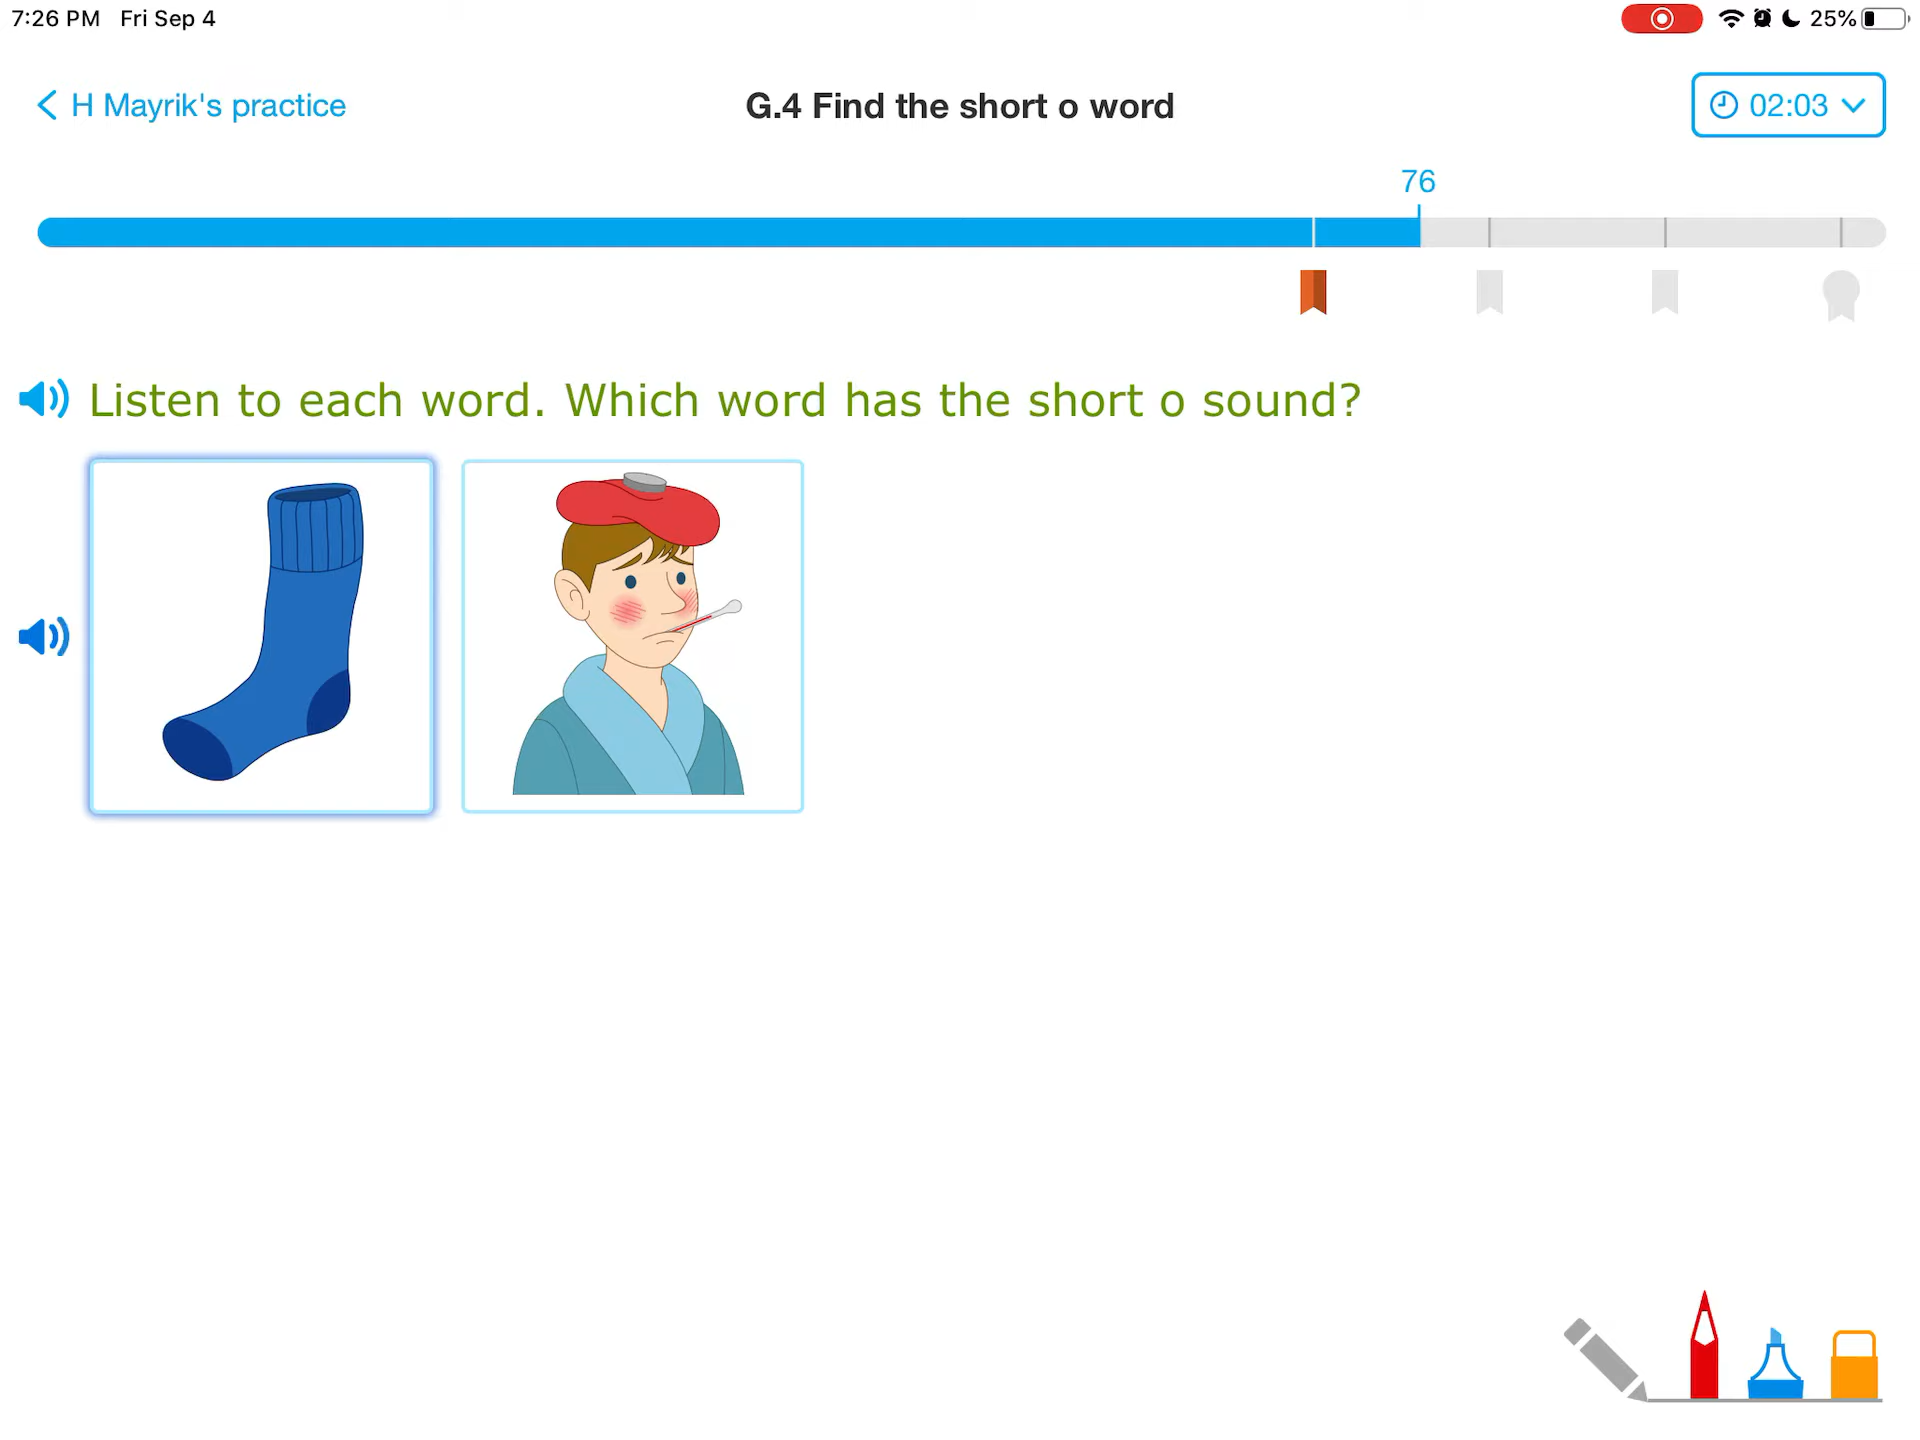 7:26 PM Fri Sep 4
25%
H Mayrik's practice
G.4 Find the short o word
02:03
76
Listen to each word. Which word has the short o sound?